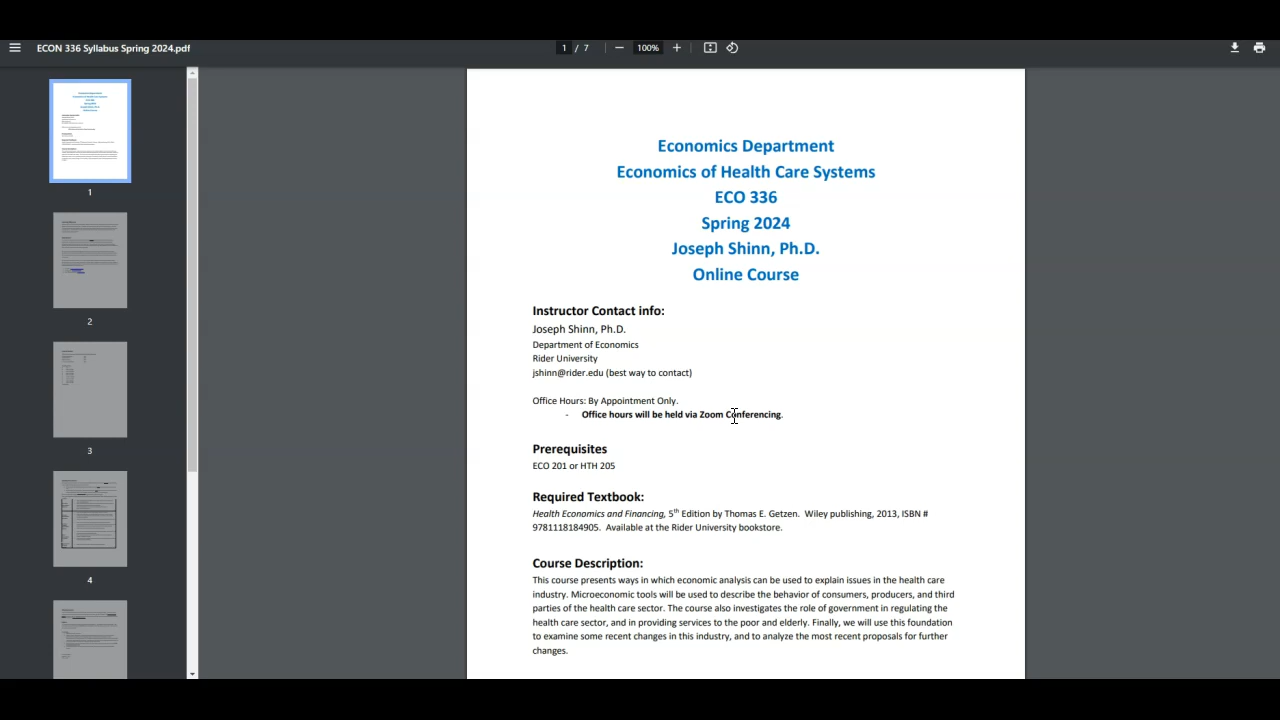 ECON 336 Syllabus Spring 2024.pdf
1 / 7
100%
1
2
3
4
Economics Department
Economics of Health Care Systems
ECO 336
Spring 2024
Joseph Shinn, Ph.D.
Online Course
Instructor Contact info:
Joseph Shinn, Ph.D.
Department of Economics
Rider University
jshinn@rider.edu (best way to contact)
Office Hours: By Appointment Only.
- Office hours will be held via Zoom Conferencing.
Prerequisites
ECO 201 or HTH 205
Required Textbook:
Health Economics and Financing, 5th Edition by Thomas E. Getzen. Wiley publishing, 2013, ISBN #
9781118184905. Available at the Rider University bookstore.
Course Description:
This course presents ways in which economic analysis can be used to explain issues in the health care
industry. Microeconomic tools will be used to describe the behavior of consumers, producers, and third
parties of the health care sector. The course also investigates the role of government in regulating the
health care sector, and in providing services to the poor and elderly. Finally, we will use this foundation
to examine some recent changes in this industry, and to analyze the most recent proposals for further
changes.